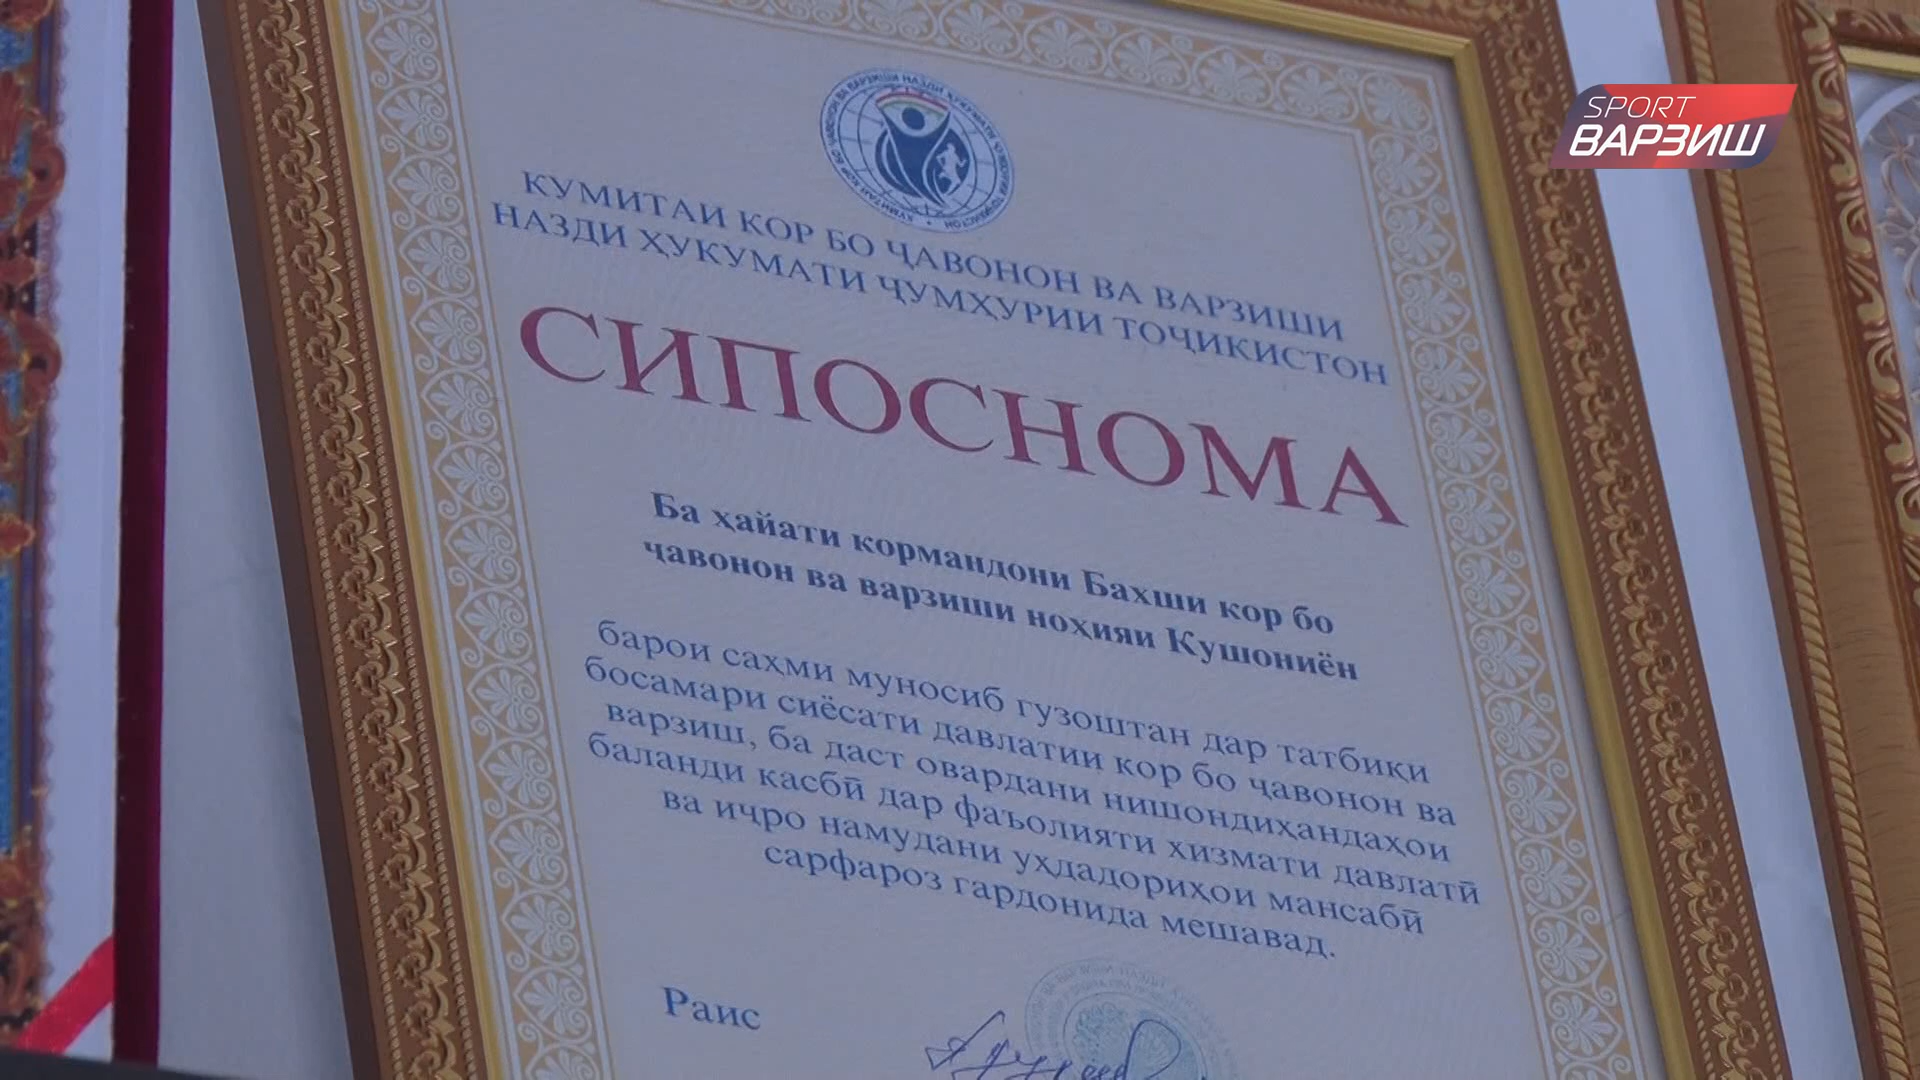 SPORT
ВАРЗИШ
КУМИТАИ КОР БО ҶАВОНОН ВА ВАРЗИШИ
НАЗДИ ҲУКУМАТИ ҶУМҲУРИИ ТОҶИКИСТОН
СИПОСНОМА
Ба ҳайати кормандони Бахши кор бо
ҷавонон ва варзиши ноҳияи Кушониён
барои саҳми муносиб гузоштан дар татбиқи
босамари сиёсати давлатии кор бо ҷавонон ва
варзиш, ба даст овардани нишондиҳандаҳои
баланди касбӣ дар фаъолияти хизмати давлатӣ
ва иҷро намудани уҳдадориҳои мансабӣ
сарфароз гардонида мешавад.
Раис